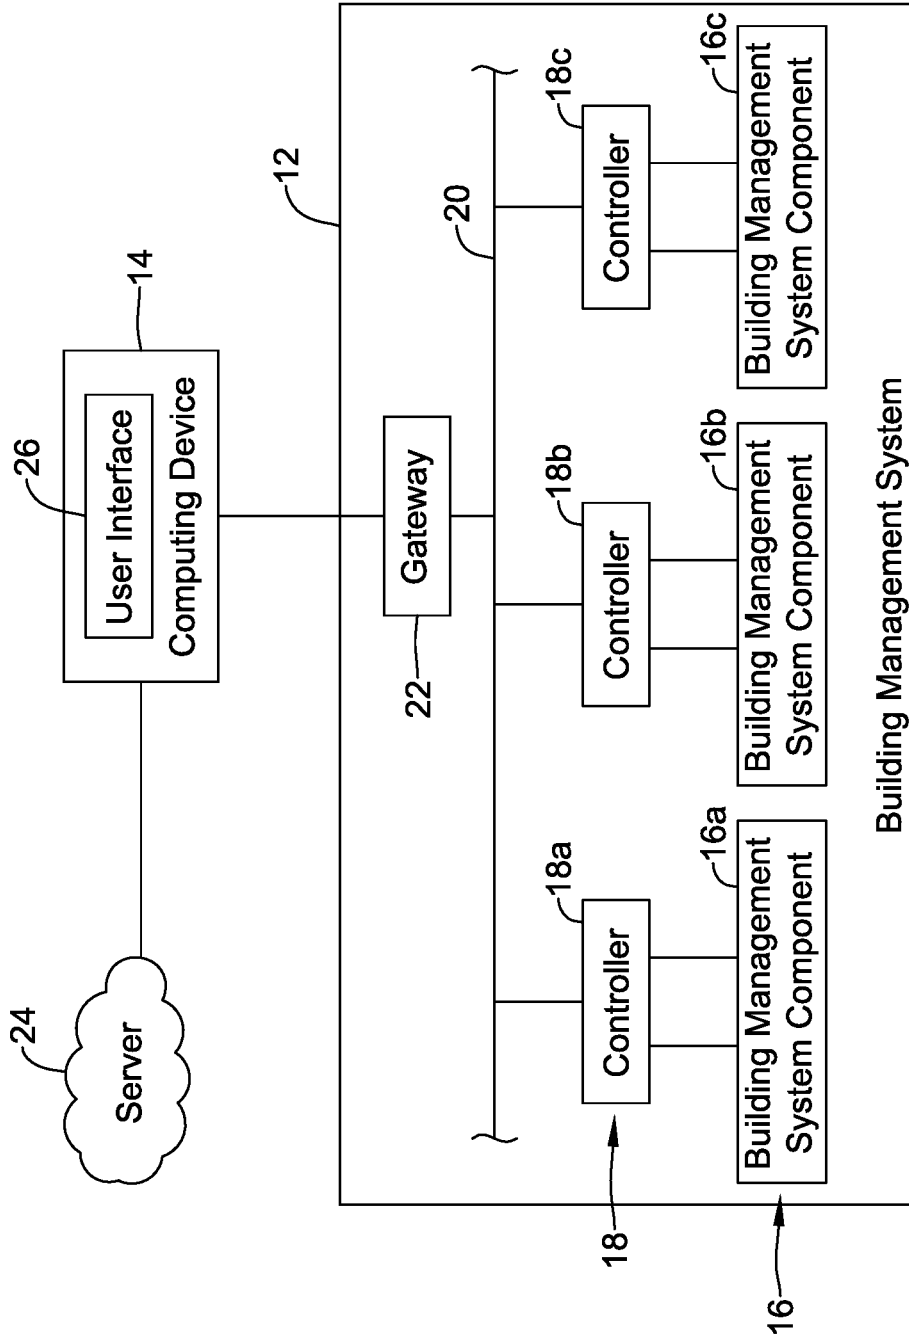 24
Server
26
14
User Interface
Computing Device
12
22
Gateway
20
18
18a
Controller
18b
Controller
18c
Controller
16
16a
Building Management
System Component
16b
Building Management
System Component
16c
Building Management
System Component
Building Management System